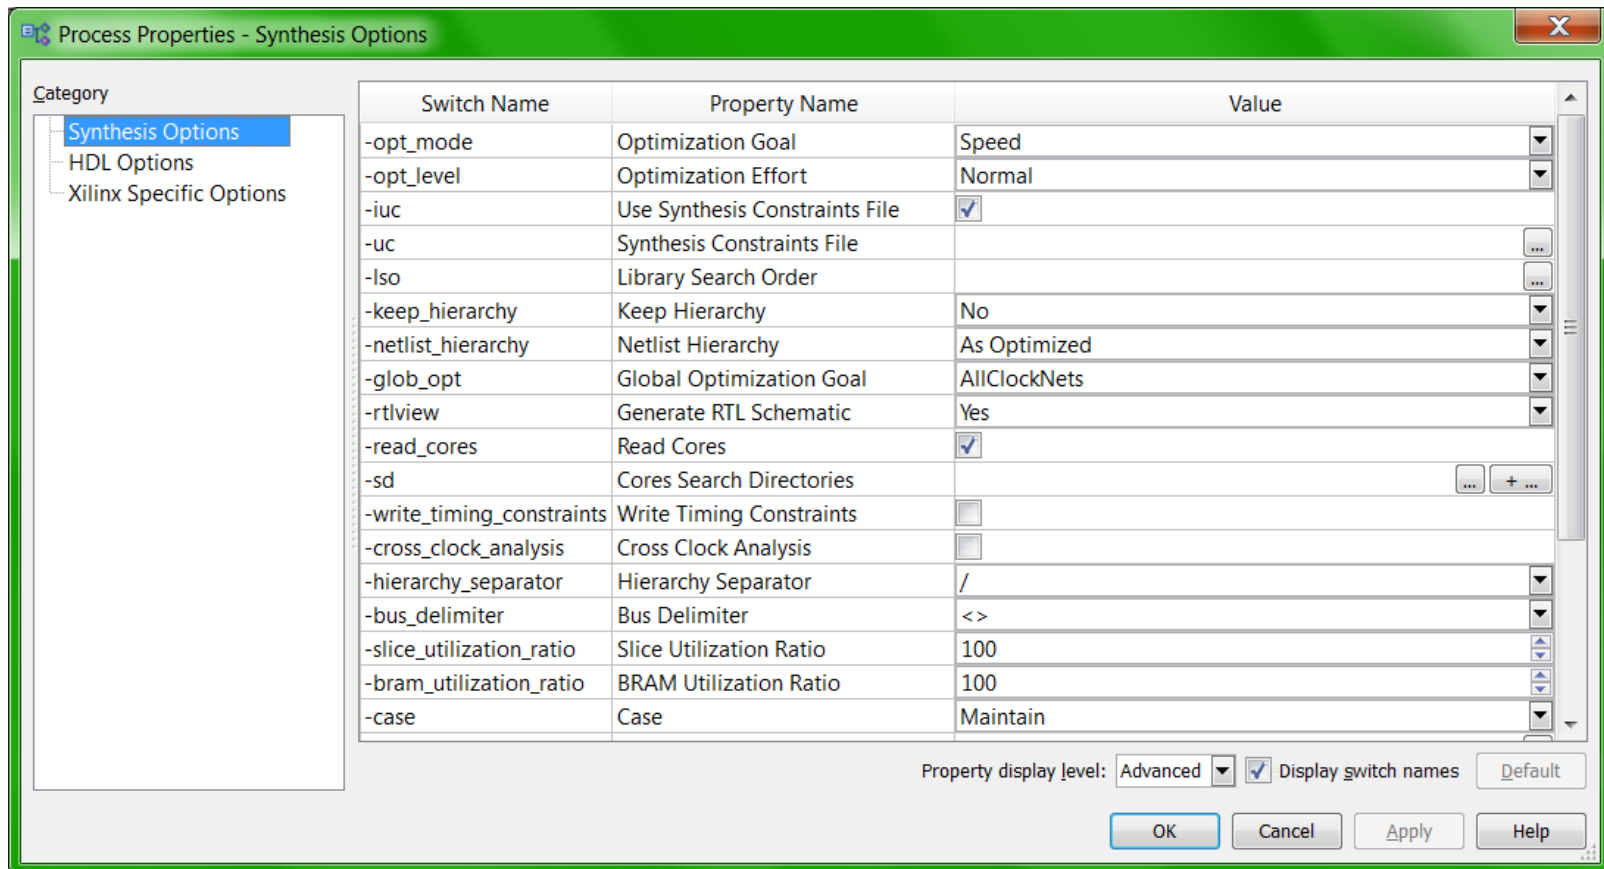 Process Properties - Synthesis Options
X
Category
Synthesis Options
HDL Options
Xilinx Specific Options
Switch Name Property Name Value
-opt_mode Optimization Goal Speed
-opt_level Optimization Effort Normal
-iuc Use Synthesis Constraints File
-uc Synthesis Constraints File ...
-lso Library Search Order ...
-keep_hierarchy Keep Hierarchy No
-netlist_hierarchy Netlist Hierarchy As Optimized
-glob_opt Global Optimization Goal AllClockNets
-rtlview Generate RTL Schematic Yes
-read_cores Read Cores
-sd Cores Search Directories ... + ...
-write_timing_constraints Write Timing Constraints
-cross_clock_analysis Cross Clock Analysis
-hierarchy_separator Hierarchy Separator /
-bus_delimiter Bus Delimiter <>
-slice_utilization_ratio Slice Utilization Ratio 100
-bram_utilization_ratio BRAM Utilization Ratio 100
-case Case Maintain
Property display level: Advanced Display switch names Default
OK Cancel Apply Help